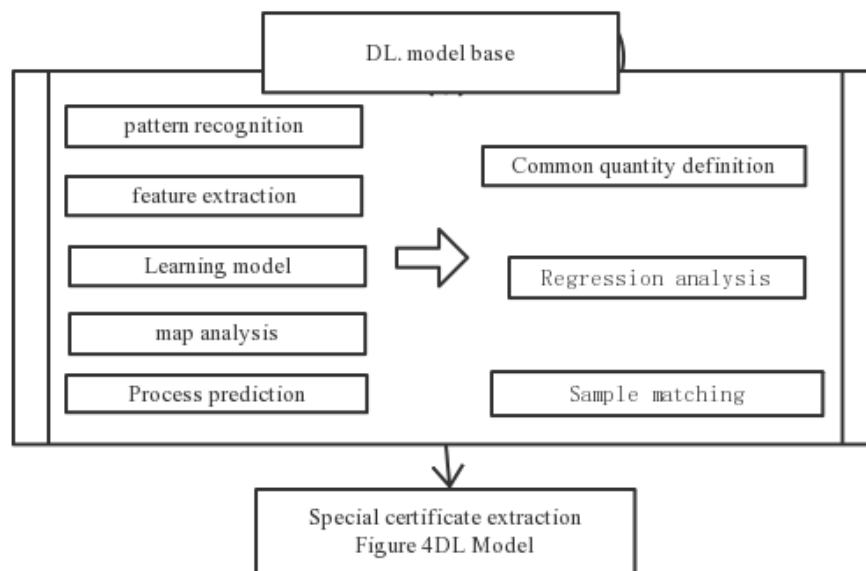 DL. model base
pattern recognition
feature extraction
Learning model
map analysis
Process prediction
Common quantity definition
Regression analysis
Sample matching
Special certificate extraction
Figure 4DL Model